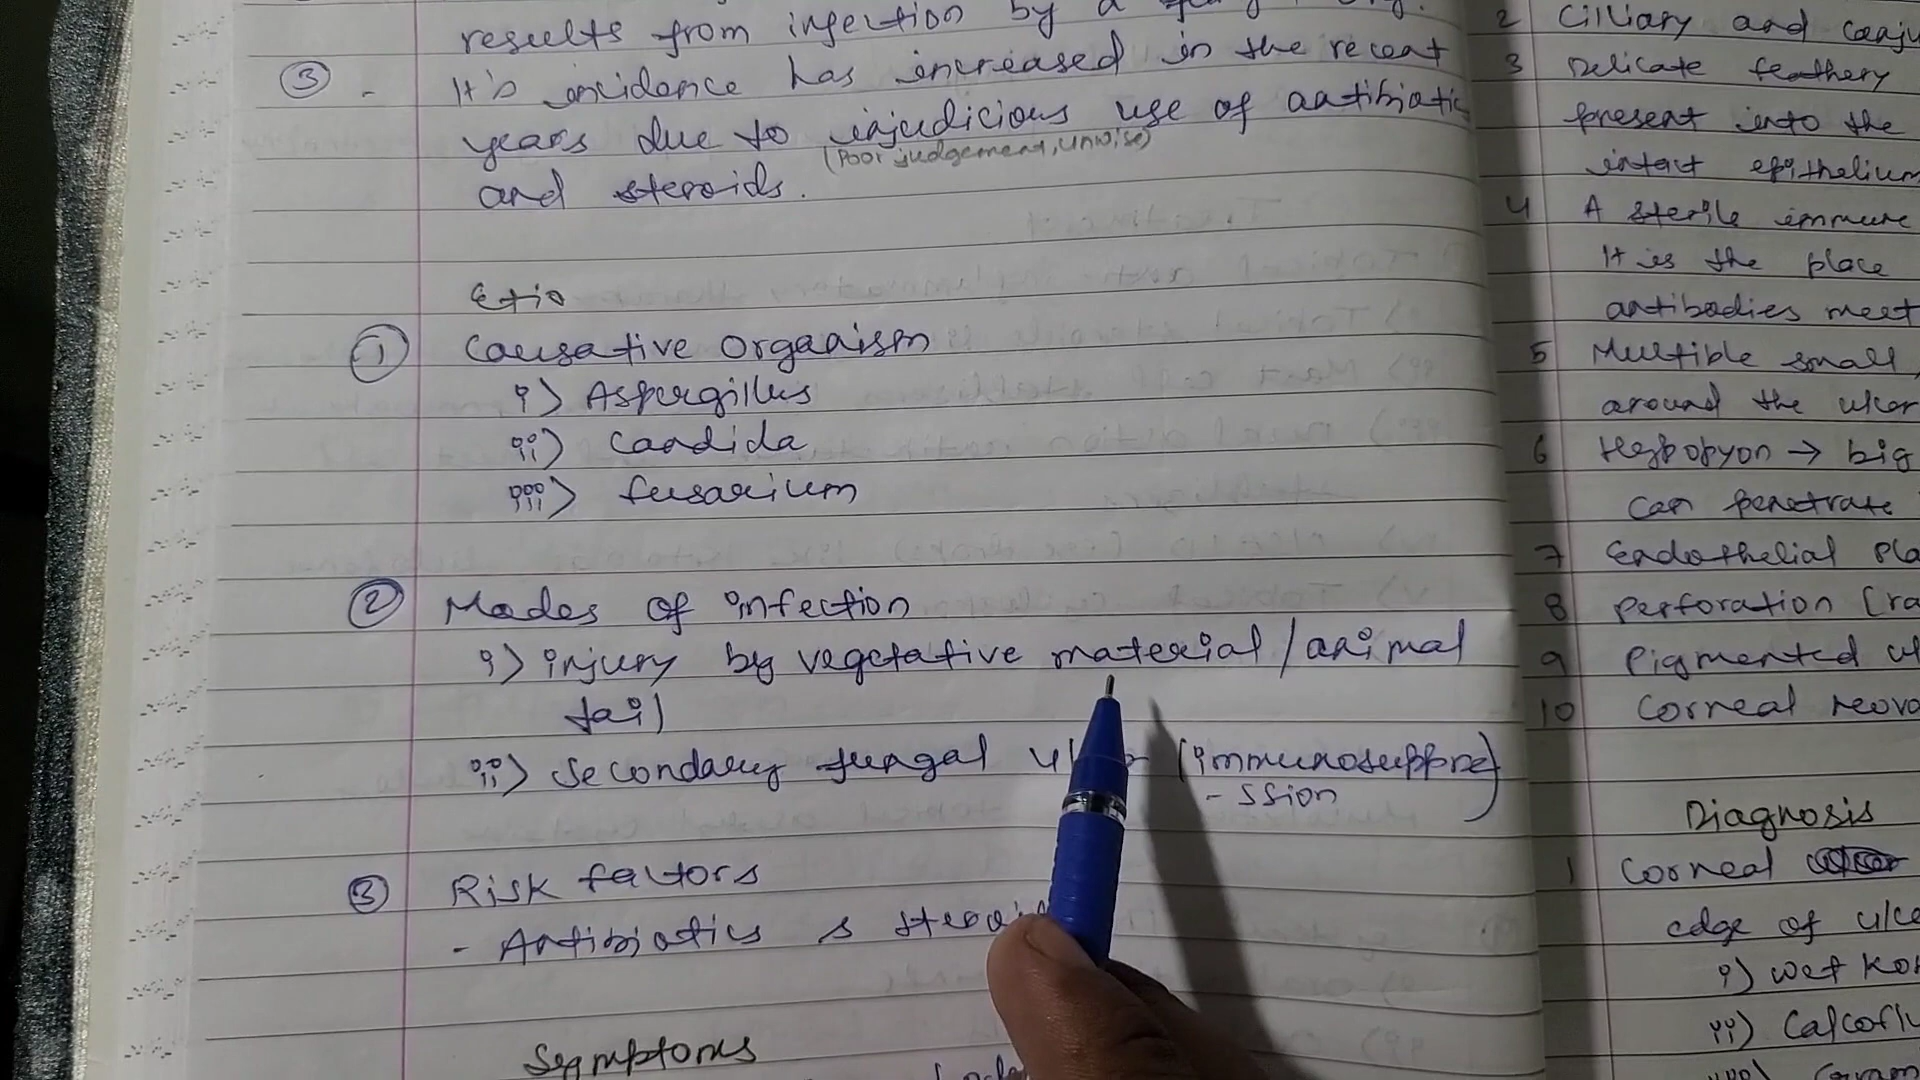 results from infection by a
③ - It's incidence has increased in the recent
years due to injudicious use of antibiotic
(Poor judgement, unwise)
and steroids.
Etio
① Causative Organism
i) Aspergillus
ii) Candida
iii) fusarium
② Modes of infection
i) injury by vegetative material / animal
tail
ii) Secondary fungal (immunosuppre
- ssion)
③ Risk factors
- Antibiotics & 
Symptoms
2 Ciliary and
3 Delicate feathery
present into the
intact epithelium
4 A sterile immune
It is the place
antibodies meet
5 Multiple small
around the ulcer
6 Hypopyon → big
can penetrate
7 Endothelial
8 Perforation
9 Pigmented
10 Corneal
Diagnosis
1 Corneal
edge of
i) wet
ii)